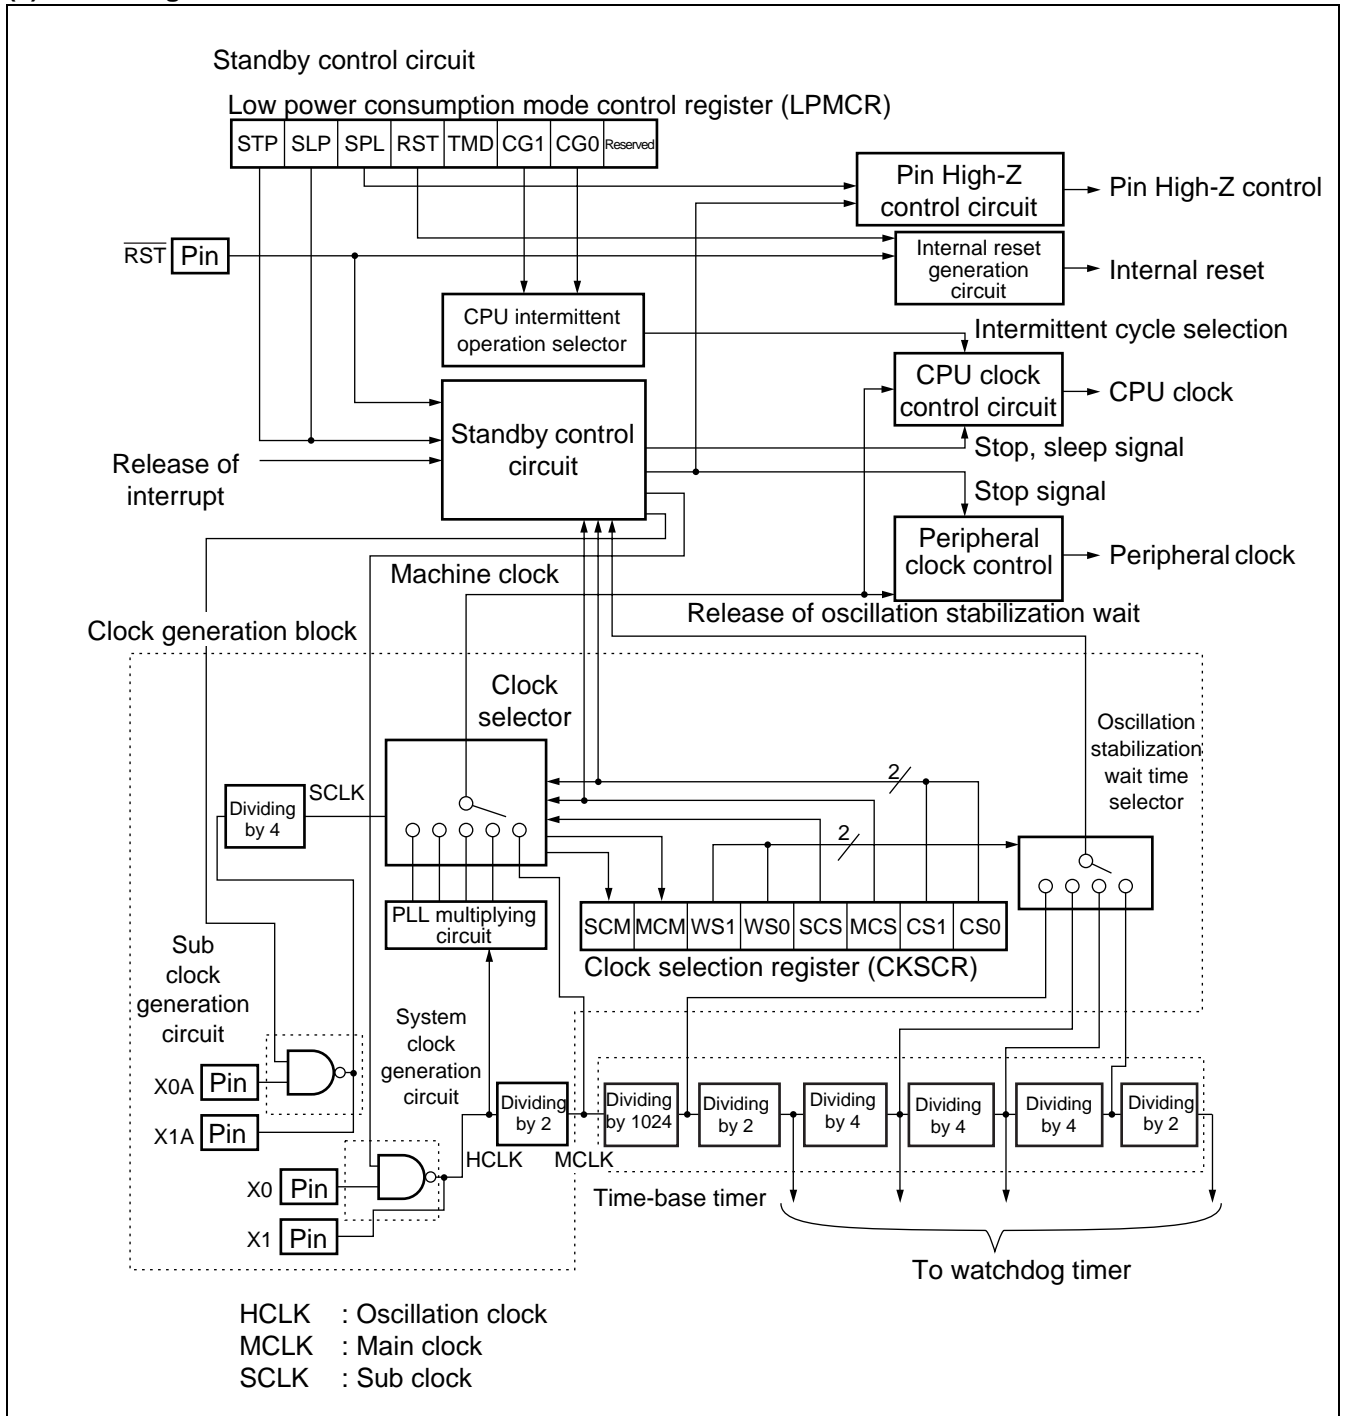 Standby control circuit
Low power consumption mode control register (LPMCR)
STP SLP SPL RST TMD CG1 CG0 Reserved
Pin High-Z
control circuit
Pin High-Z control
RST Pin
Internal reset
generation
circuit
Internal reset
CPU intermittent
operation selector
Intermittent cycle selection
CPU clock
control circuit
CPU clock
Standby control
circuit
Stop, sleep signal
Release of
interrupt
Stop signal
Peripheral
clock control
Peripheral clock
Machine clock
Release of oscillation stabilization wait
Clock generation block
Clock
selector
Oscillation
stabilization
wait time
selector
SCLK
Dividing
by 4
2
2
PLL multiplying
circuit
SCM MCM WS1 WS0 SCS MCS CS1 CS0
Clock selection register (CKSCR)
Sub
clock
generation
circuit
System
clock
generation
circuit
X0A Pin
X1A Pin
X0 Pin
X1 Pin
HCLK
Dividing
by 2
MCLK
Dividing
by 1024
Dividing
by 2
Dividing
by 4
Dividing
by 4
Dividing
by 4
Dividing
by 2
Time-base timer
To watchdog timer
HCLK : Oscillation clock
MCLK : Main clock
SCLK : Sub clock